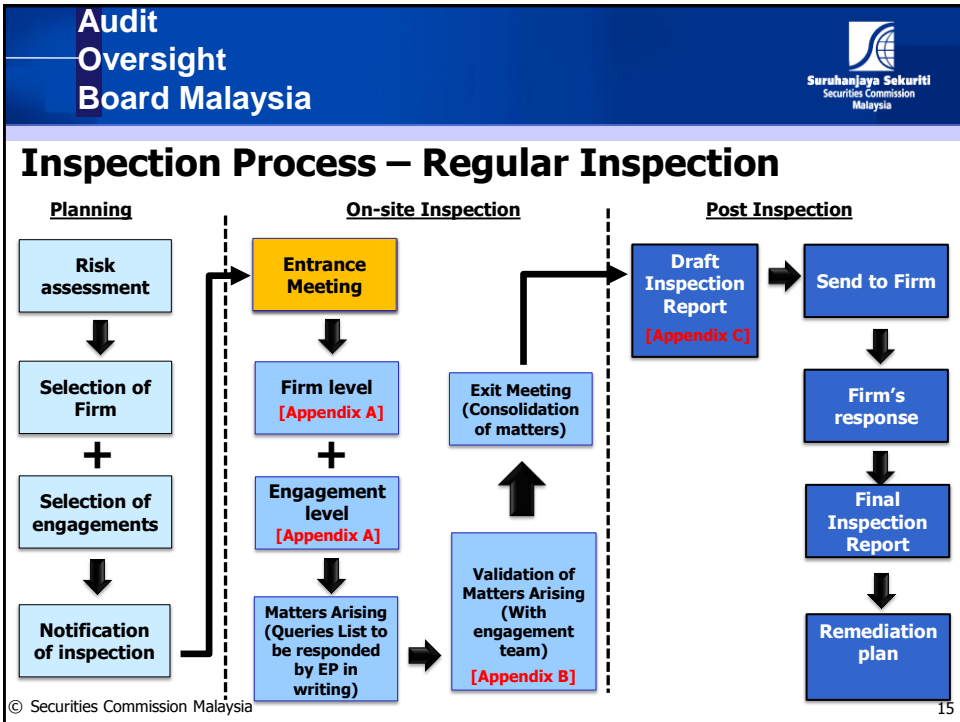 Audit
Oversight
Board Malaysia
Suruhanjaya Sekuriti
Securities Commission
Malaysia
Inspection Process – Regular Inspection
Planning
On-site Inspection
Post Inspection
Risk
assessment
Selection of
Firm
+
Selection of
engagements
Notification
of inspection
Entrance
Meeting
Firm level
[Appendix A]
+
Engagement
level
[Appendix A]
Matters Arising
(Queries List to
be responded
by EP in
writing)
Validation of
Matters Arising
(With
engagement
team)
[Appendix B]
Exit Meeting
(Consolidation
of matters)
Draft
Inspection
Report
[Appendix C]
Send to Firm
Firm's
response
Final
Inspection
Report
Remediation
plan
© Securities Commission Malaysia
15